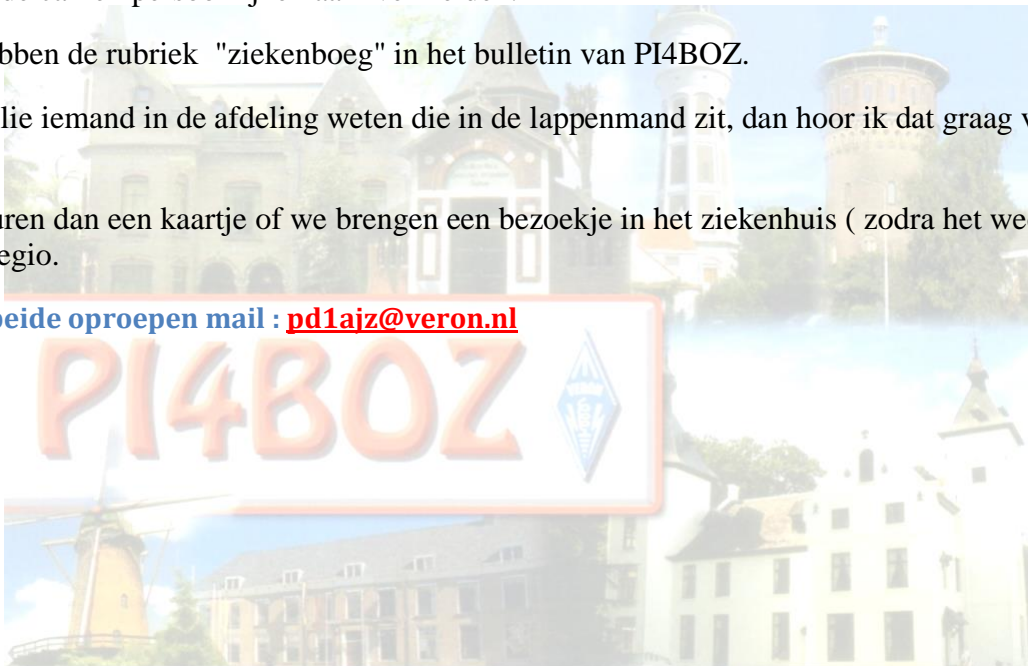 bben de rubriek "ziekenboeg" in het bulletin van PI4BOZ.
lie iemand in de afdeling weten die in de lappenmand zit, dan hoor ik dat graag v
uren dan een kaartje of we brengen een bezoekje in het ziekenhuis ( zodra het wee
egio.
beide oproepen mail : pd1ajz@veron.nl
PI4BOZ